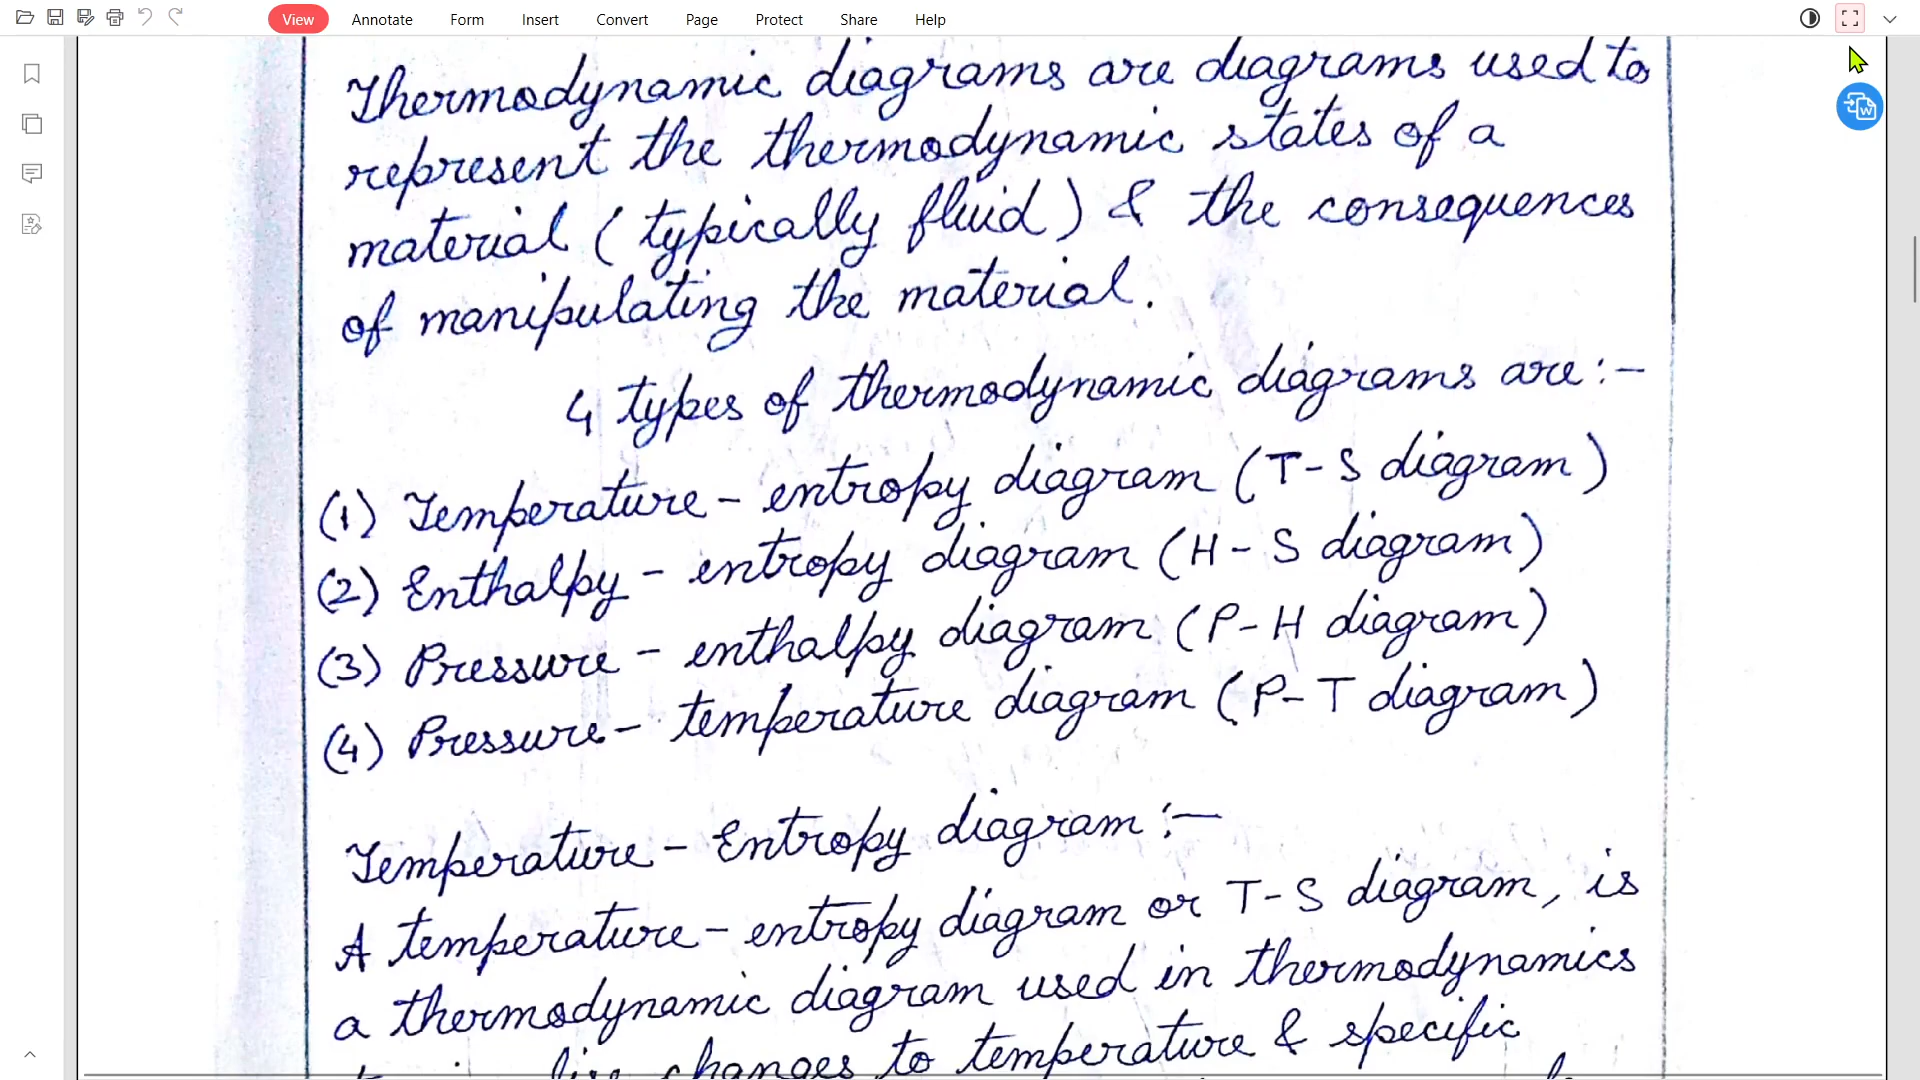 View Annotate Form Insert Convert Page Protect Share Help
Thermodynamic diagrams are diagrams used to
represent the thermodynamic states of a
material (typically fluid) & the consequences
of manipulating the material.
4 types of thermodynamic diagrams are:-
(1) Temperature - entropy diagram (T-S diagram)
(2) Enthalpy - entropy diagram (H-S diagram)
(3) Pressure - enthalpy diagram (P-H diagram)
(4) Pressure - temperature diagram (P-T diagram)
Temperature - Entropy diagram :-
A temperature - entropy diagram or T-S diagram, is
a thermodynamic diagram used in thermodynamics
changes to temperature & specific